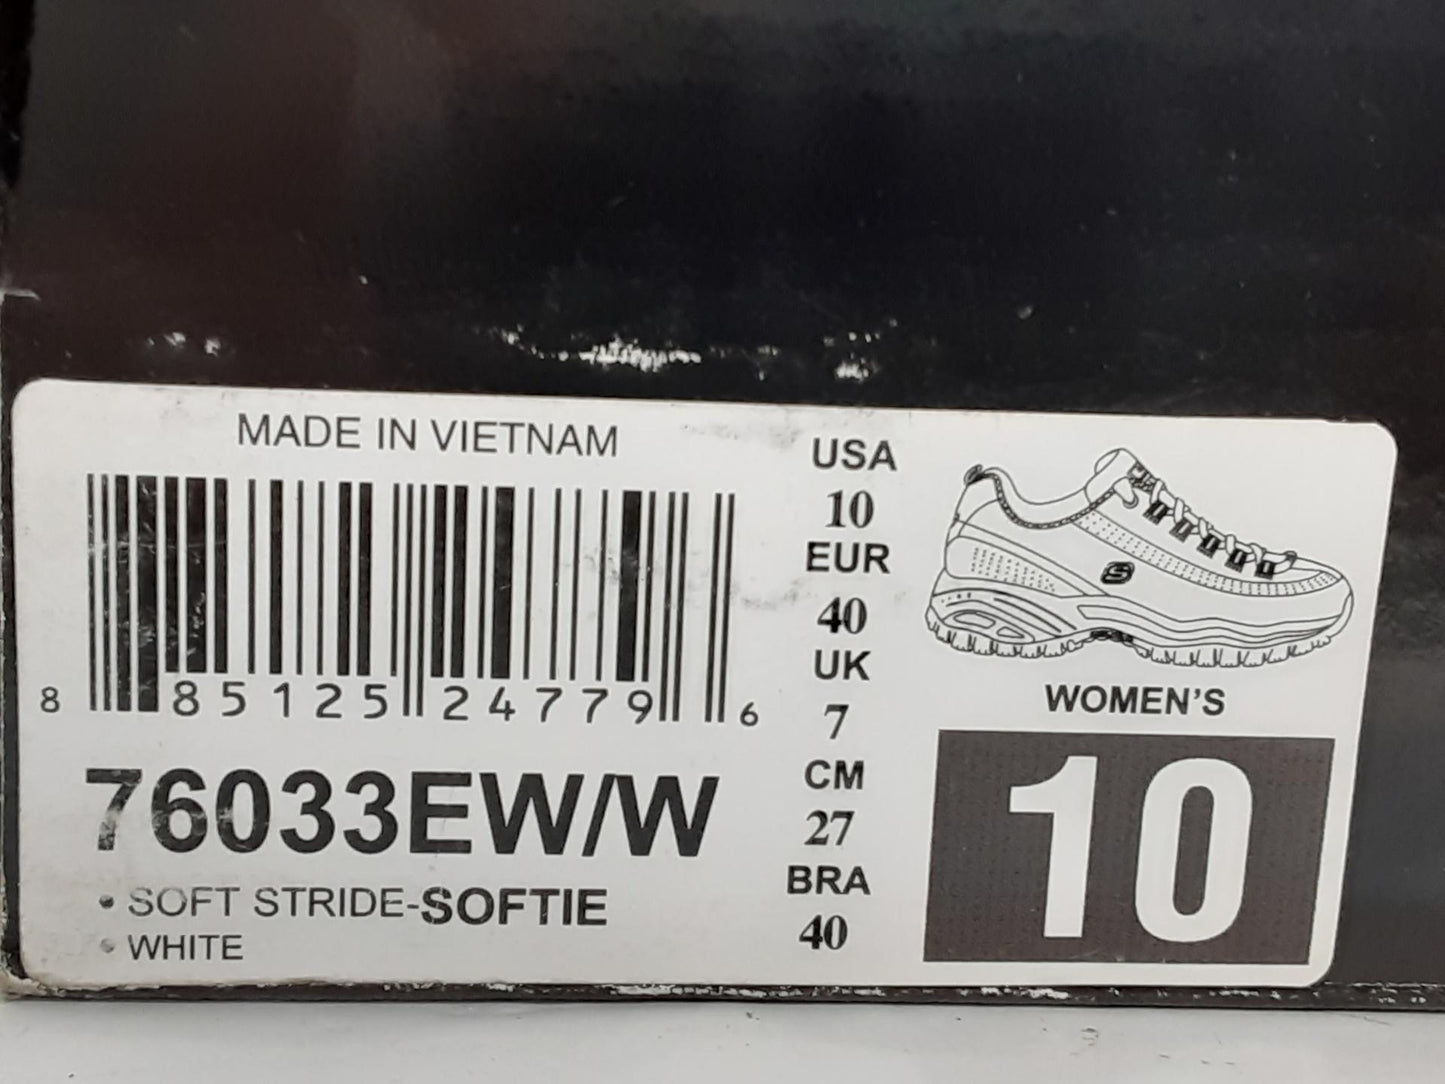 MADE IN VIETNAM
8 85125 24779 6
76033EW/W
• SOFT STRIDE-SOFTIE
• WHITE
USA
10
EUR
40
UK
7
CM
27
BRA
40
S
WOMEN'S
10